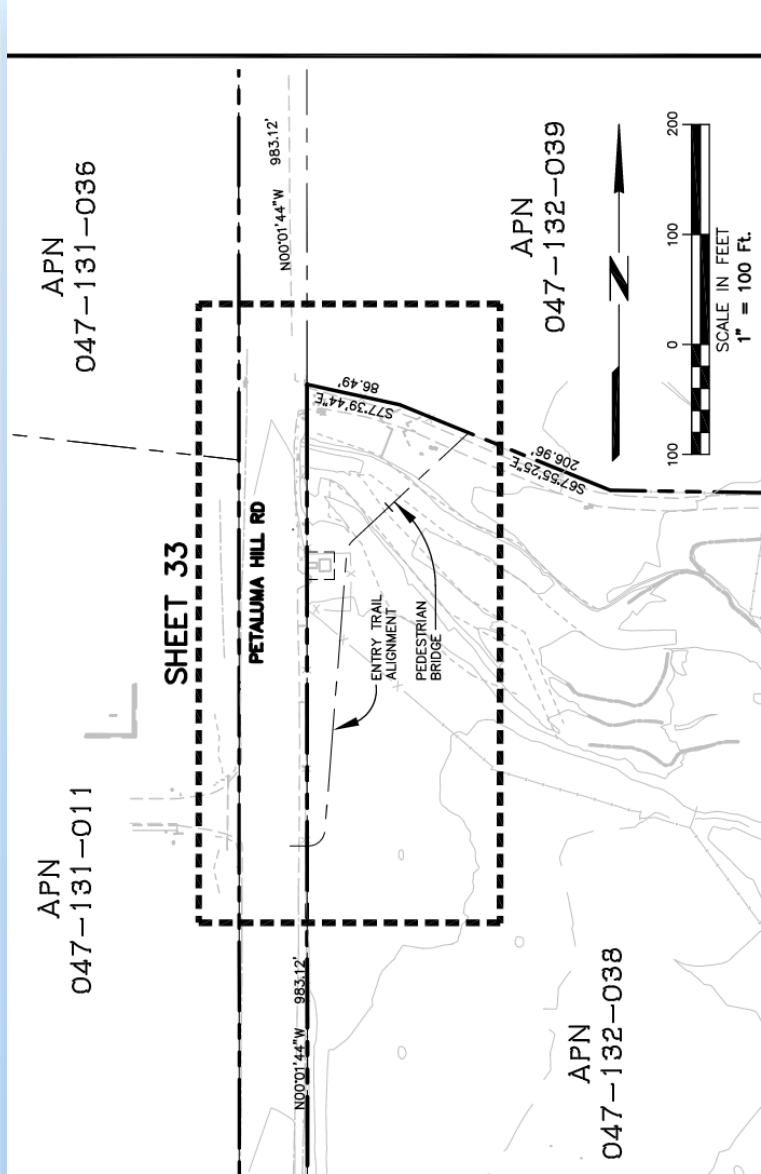 APN
047-131-011
APN
047-131-036
SHEET 33
PETALUMA HILL RD
N00°01'44"W 983.12'
N00°01'44"W 983.12'
ENTRY TRAIL
ALIGNMENT
PEDESTRIAN
BRIDGE
86.49'
S77°39'44"E
206.96'
S67°55'25"E
APN
047-132-038
APN
047-132-039
N
100 0 100 200
SCALE IN FEET
1" = 100 Ft.